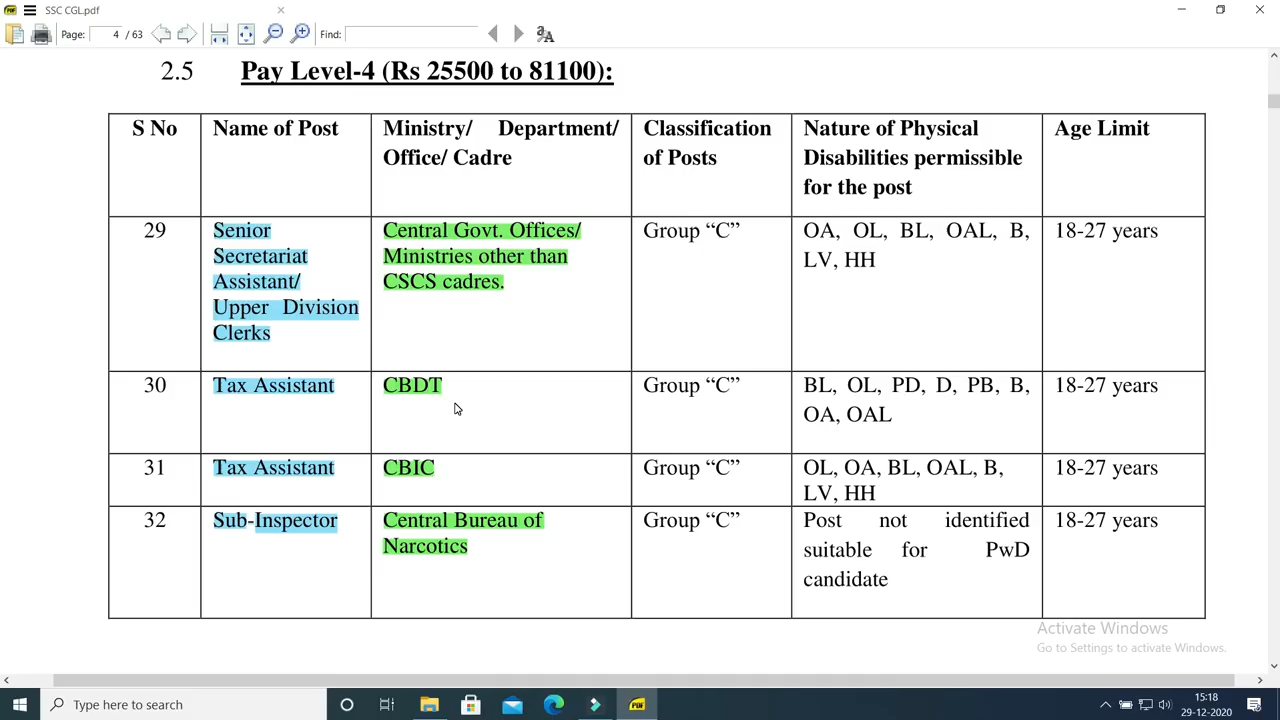 SSC CGL.pdf
Page: 4 / 63 Find:
2.5 Pay Level-4 (Rs 25500 to 81100):
S No Name of Post Ministry/ Department/ Office/ Cadre Classification of Posts Nature of Physical Disabilities permissible for the post Age Limit
29 Senior Secretariat Assistant/ Upper Division Clerks Central Govt. Offices/ Ministries other than CSCS cadres. Group “C” OA, OL, BL, OAL, B, LV, HH 18-27 years
30 Tax Assistant CBDT Group “C” BL, OL, PD, D, PB, B, OA, OAL 18-27 years
31 Tax Assistant CBIC Group “C” OL, OA, BL, OAL, B, LV, HH 18-27 years
32 Sub-Inspector Central Bureau of Narcotics Group “C” Post not identified suitable for PwD candidate 18-27 years
Activate Windows
Go to Settings to activate Windows.
Type here to search
PDF
15:18
29-12-2020